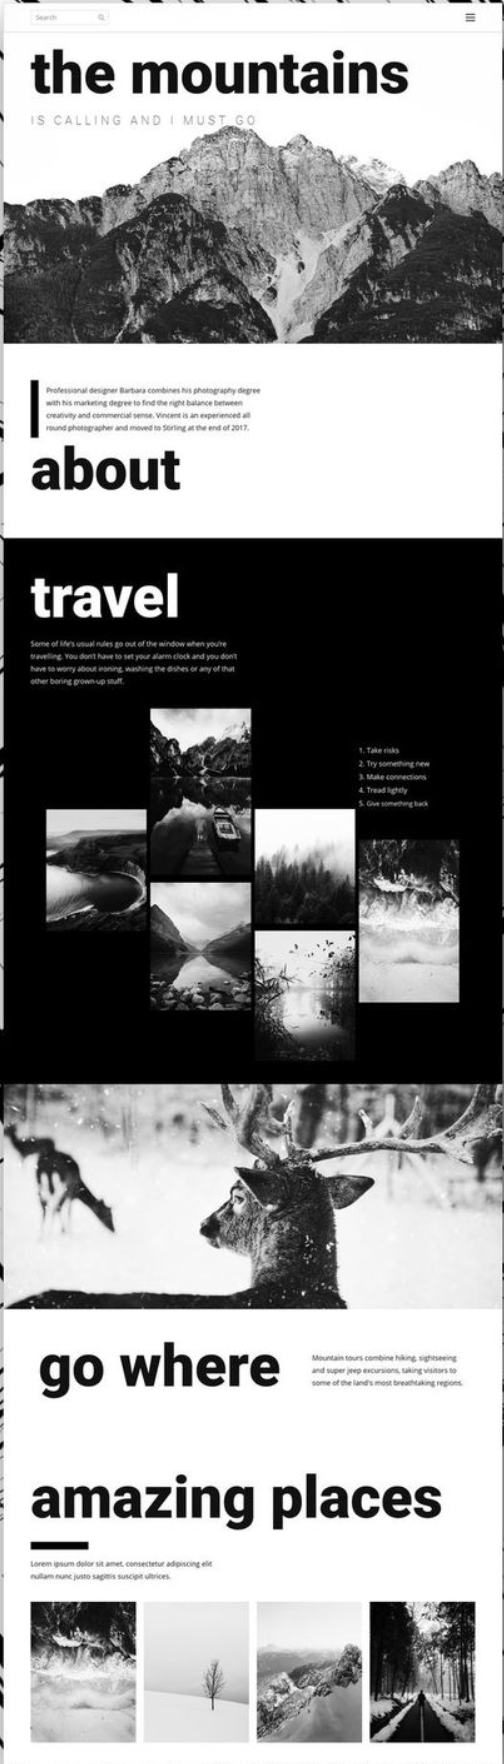 Search
the mountains
IS CALLING AND I MUST GO
Professional designer Barbara combines his photography degree
with his marketing degree to find the right balance between
creativity and commercial sense. Vincent is an experienced all
round photographer and moved to Stirling at the end of 2017.
about
travel
Some of life's usual rules go out of the window when you're
travelling. You don't have to set your alarm clock and you don't
have to worry about ironing, washing the dishes or any of that
other boring grown-up stuff.
1. Take risks
2. Try something new
3. Make connections
4. Tread lightly
5. Give something back
go where
Mountain tours combine hiking, sightseeing
and super jeep excursions, taking visitors to
some of the land's most breathtaking regions.
amazing places
Lorem ipsum dolor sit amet, consectetur adipiscing elit
nullam nunc justo sagittis suscipit ultrices.